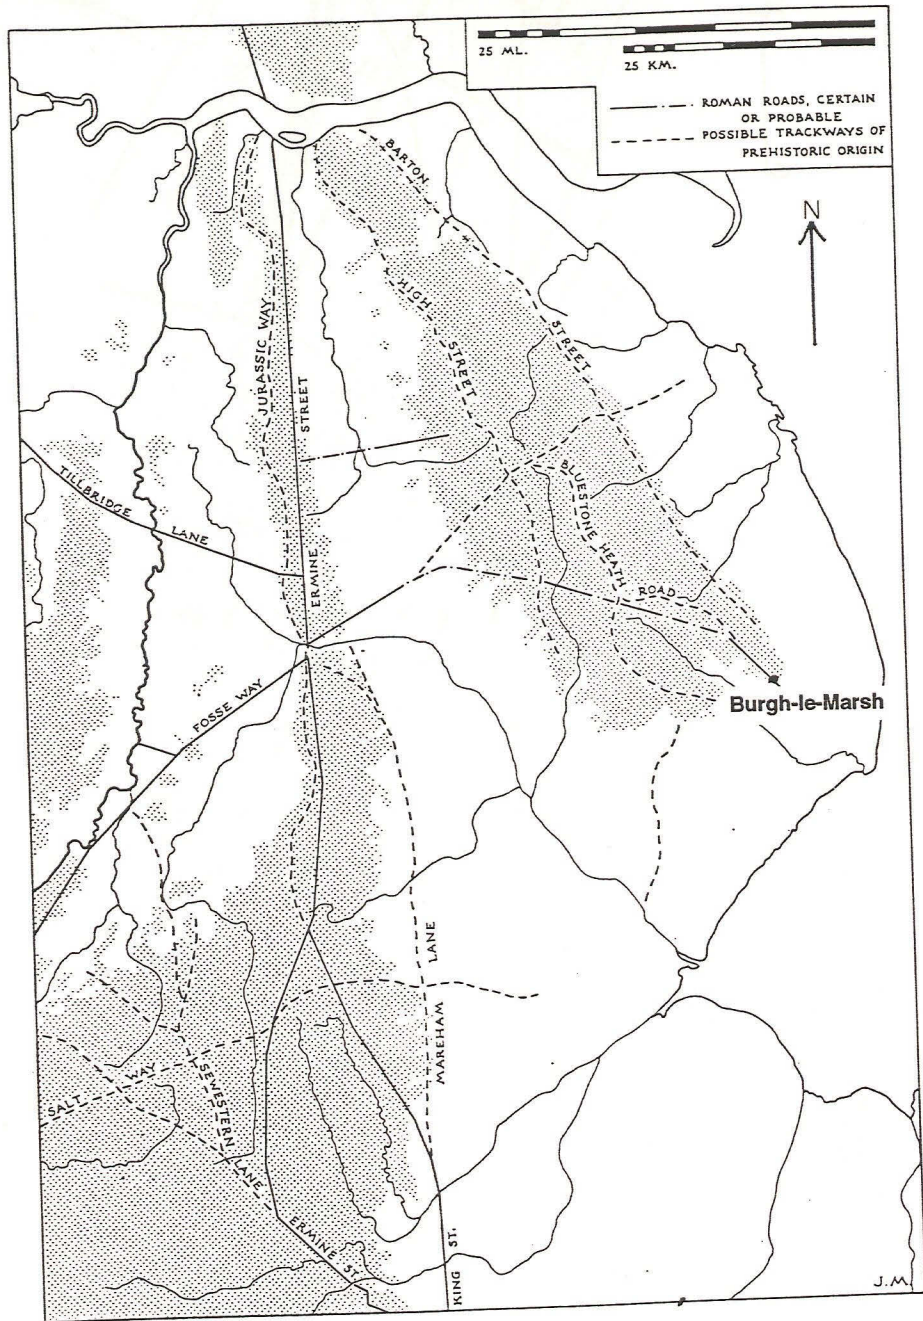 25 ML.
25 KM.
ROMAN ROADS, CERTAIN
OR PROBABLE
POSSIBLE TRACKWAYS OF
PREHISTORIC ORIGIN
N
BARTON
STREET
HIGH
STREET
JURASSIC WAY
ERMINE
STREET
TILLBRIDGE
LANE
BLUESTONE HEATH
ROAD
FOSSE WAY
Burgh-le-Marsh
MAREHAM
LANE
SALT
WAY
SEWESTERN
LANE
ERMINE ST.
KING
ST.
J.M.